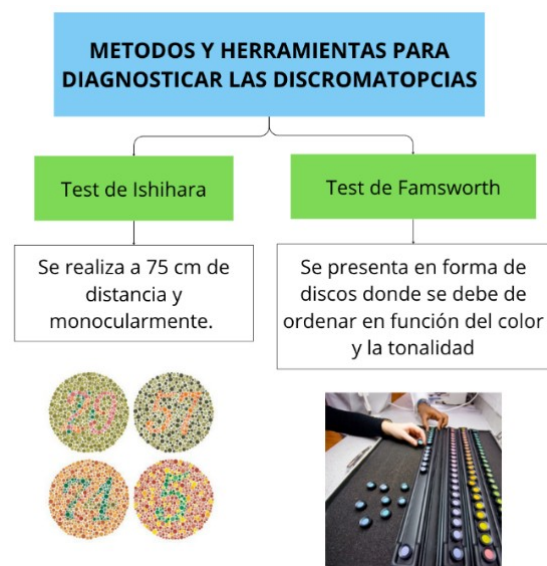 METODOS Y HERRAMIENTAS PARA
DIAGNOSTICAR LAS DISCROMATOPCIAS
Test de Ishihara
Test de Famsworth
Se realiza a 75 cm de
distancia y
monocularmente.
Se presenta en forma de
discos donde se debe de
ordenar en función del color
y la tonalidad
29
57
71
5